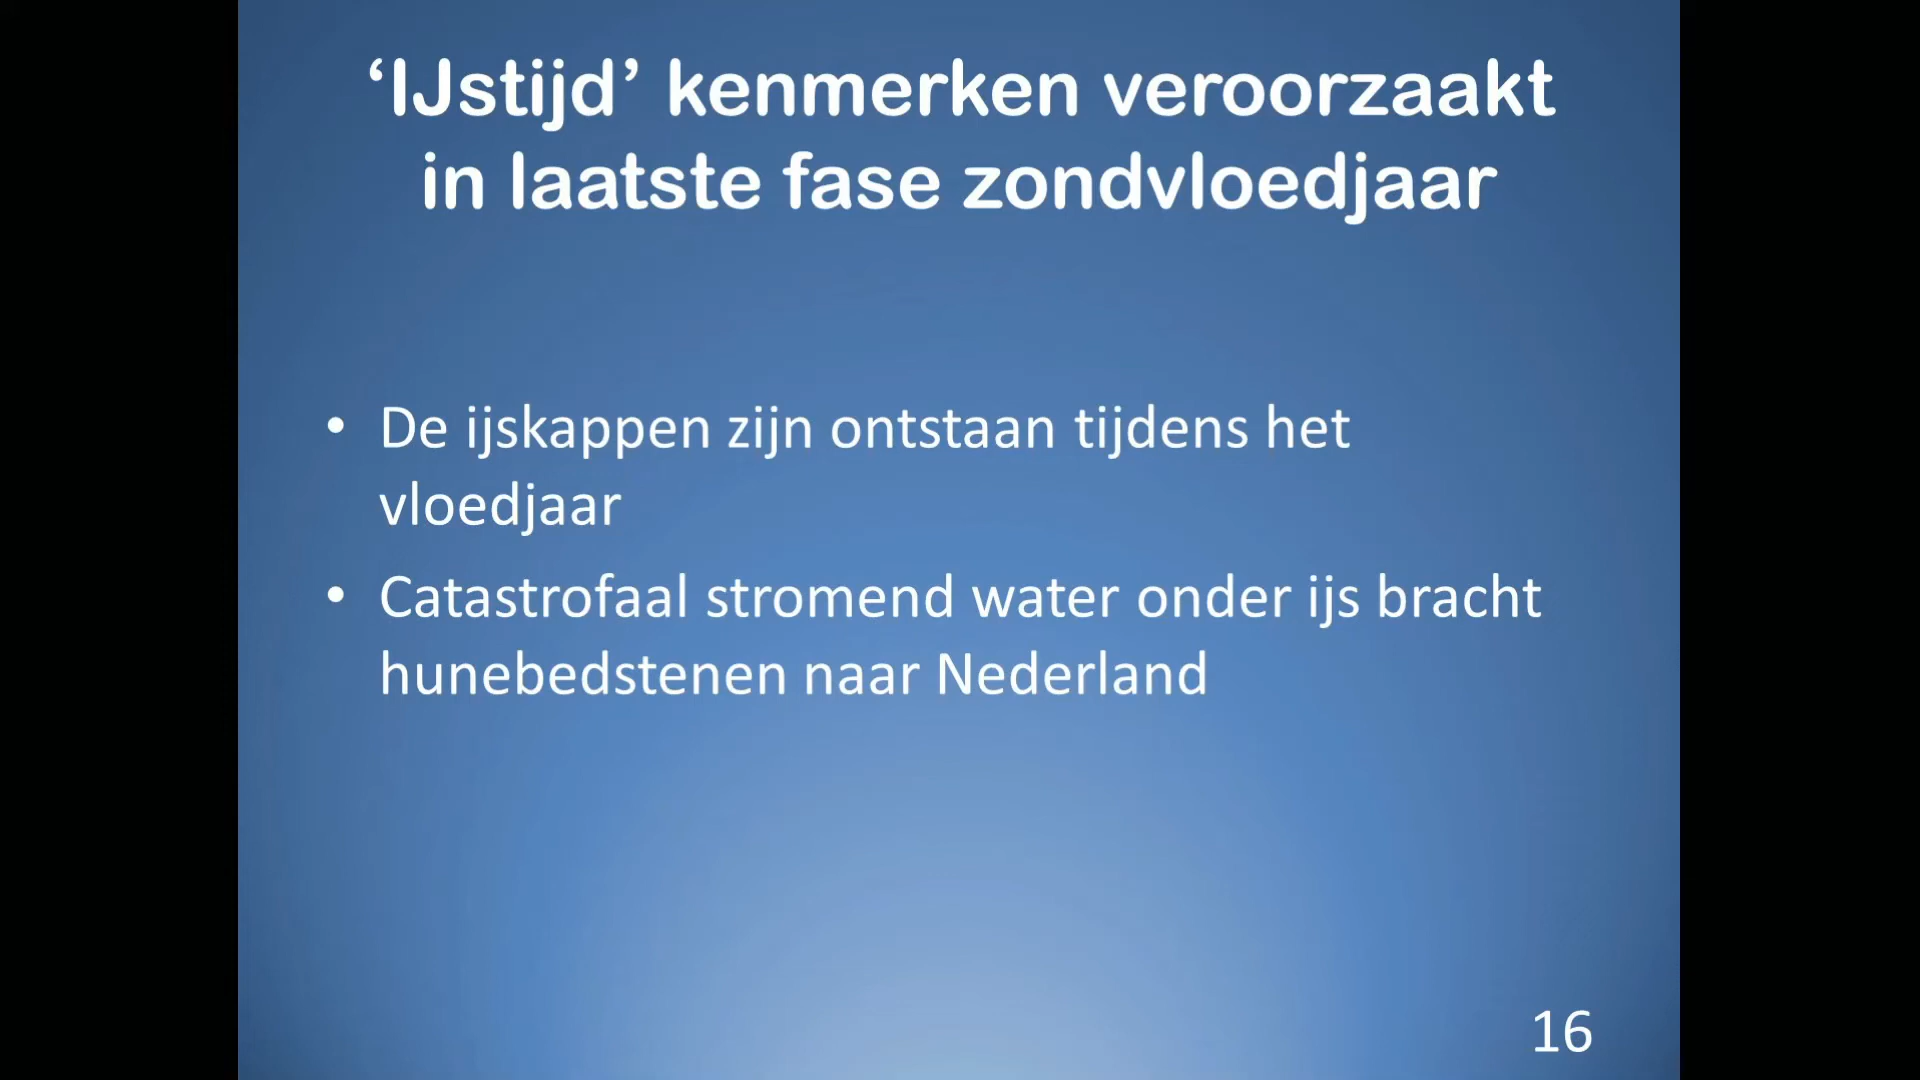 ‘IJstijd’ kenmerken veroorzaakt
in laatste fase zondvloedjaar
• De ijskappen zijn ontstaan tijdens het
vloedjaar
• Catastrofaal stromend water onder ijs bracht
hunebedstenen naar Nederland
16